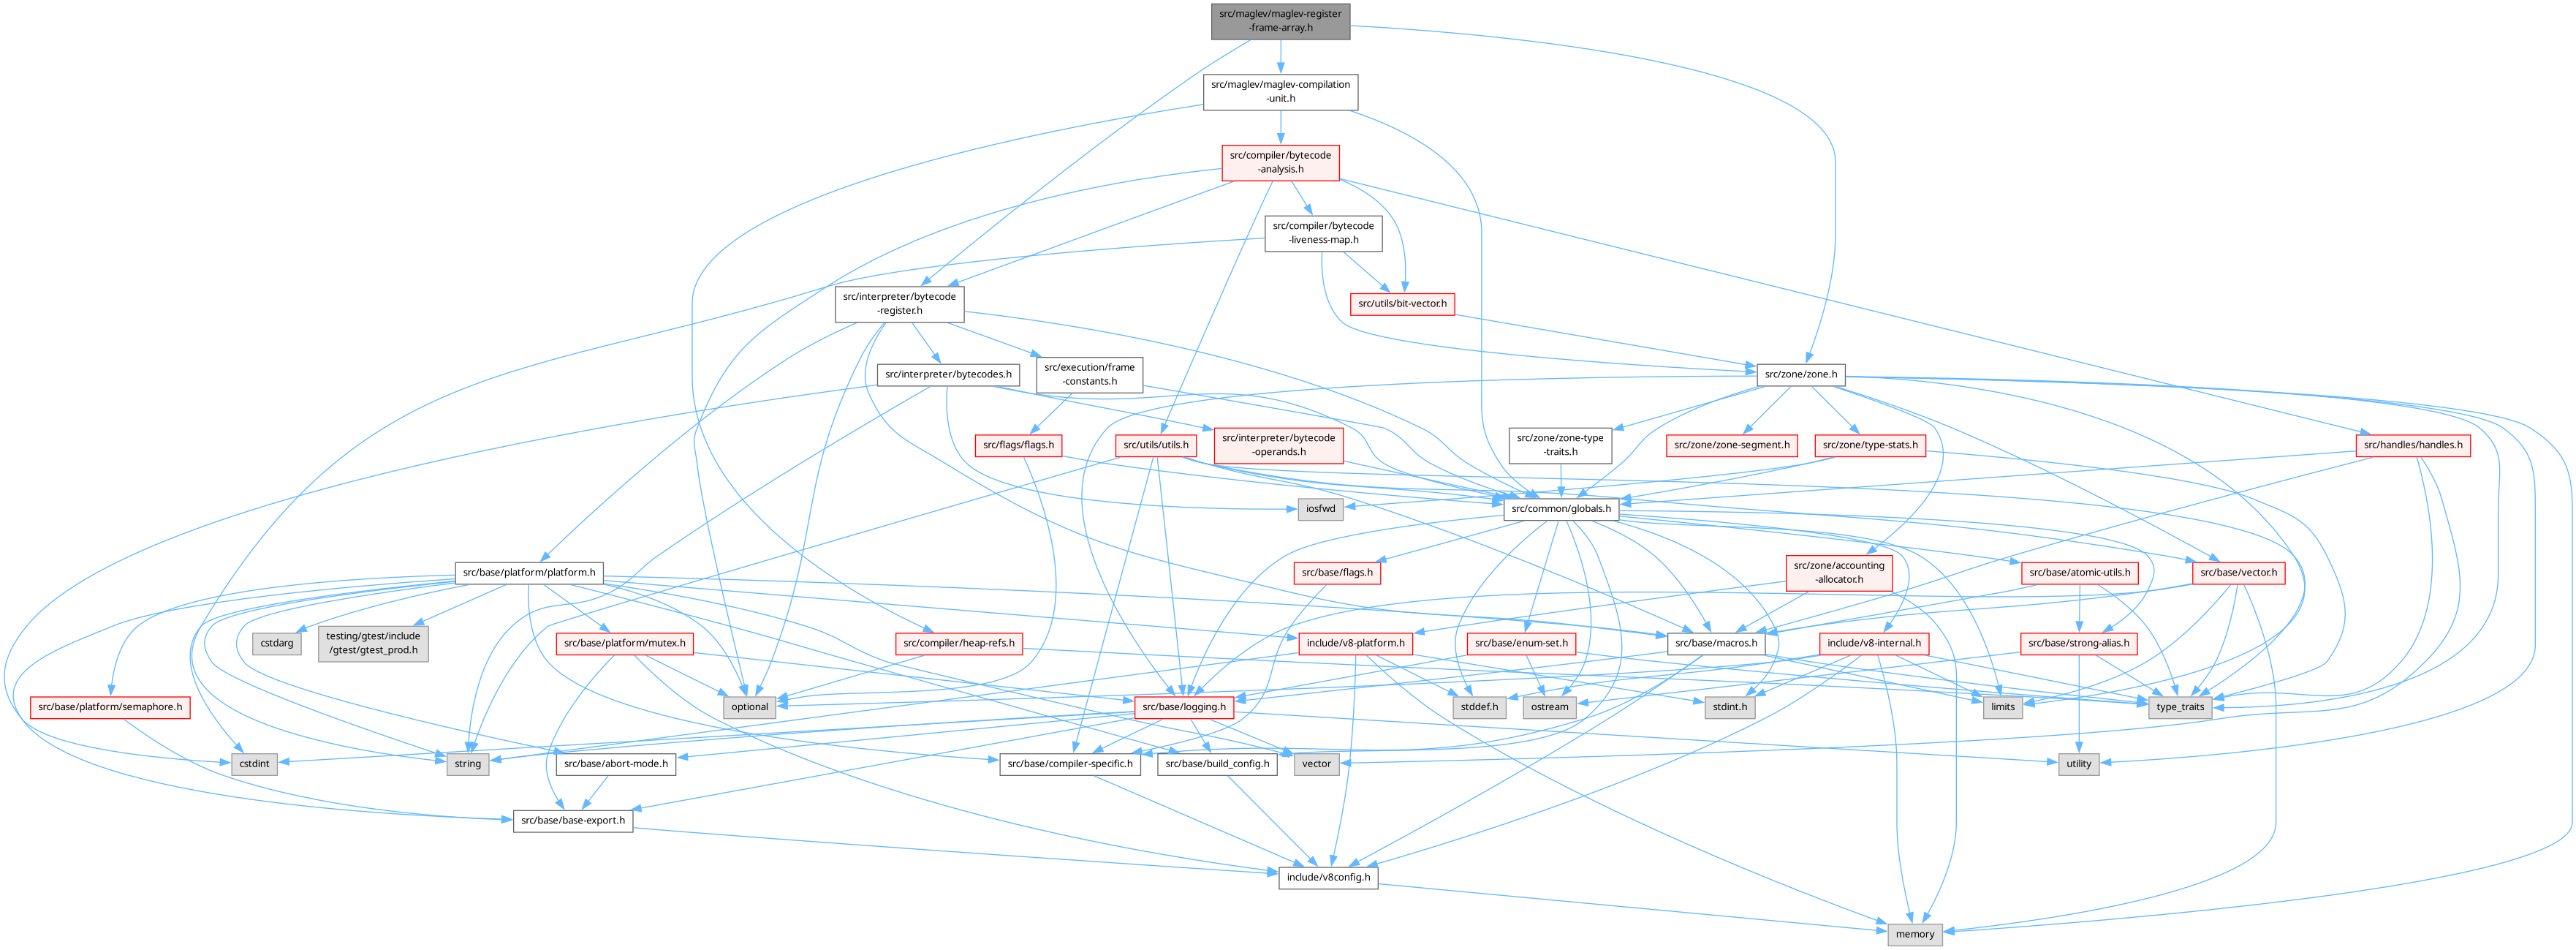 src/maglev/maglev-register
-frame-array.h
src/maglev/maglev-compilation
-unit.h
src/compiler/bytecode
-analysis.h
src/compiler/bytecode
-liveness-map.h
src/interpreter/bytecode
-register.h
src/utils/bit-vector.h
src/interpreter/bytecodes.h
src/execution/frame
-constants.h
src/zone/zone.h
src/flags/flags.h
src/utils/utils.h
src/interpreter/bytecode
-operands.h
src/zone/zone-type
-traits.h
src/zone/zone-segment.h
src/zone/type-stats.h
src/handles/handles.h
iosfwd
src/common/globals.h
src/base/platform/platform.h
src/base/flags.h
src/zone/accounting
-allocator.h
src/base/atomic-utils.h
src/base/vector.h
cstdarg
testing/gtest/include
/gtest/gtest_prod.h
src/base/platform/mutex.h
src/compiler/heap-refs.h
include/v8-platform.h
src/base/enum-set.h
src/base/macros.h
include/v8-internal.h
src/base/strong-alias.h
src/base/platform/semaphore.h
optional
src/base/logging.h
stddef.h
ostream
stdint.h
limits
type_traits
cstdint
string
src/base/abort-mode.h
src/base/compiler-specific.h
src/base/build_config.h
vector
utility
src/base/base-export.h
include/v8config.h
memory